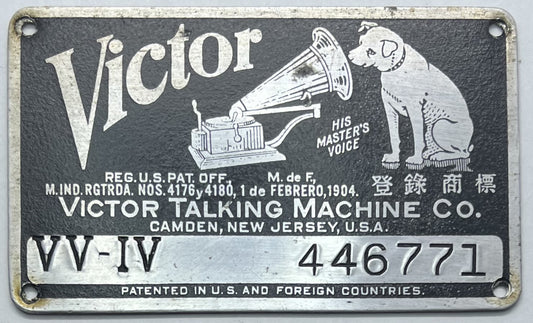 Victor
HIS
MASTER'S
VOICE
REG. U.S. PAT. OFF., M. de F,
M. IND. RGTRDA. NOS. 4176 y 4180, 1 de FEBRERO, 1904.
登錄商標
VICTOR TALKING MACHINE CO.
CAMDEN, NEW JERSEY, U.S.A.
VV-IV 446771
PATENTED IN U.S. AND FOREIGN COUNTRIES.